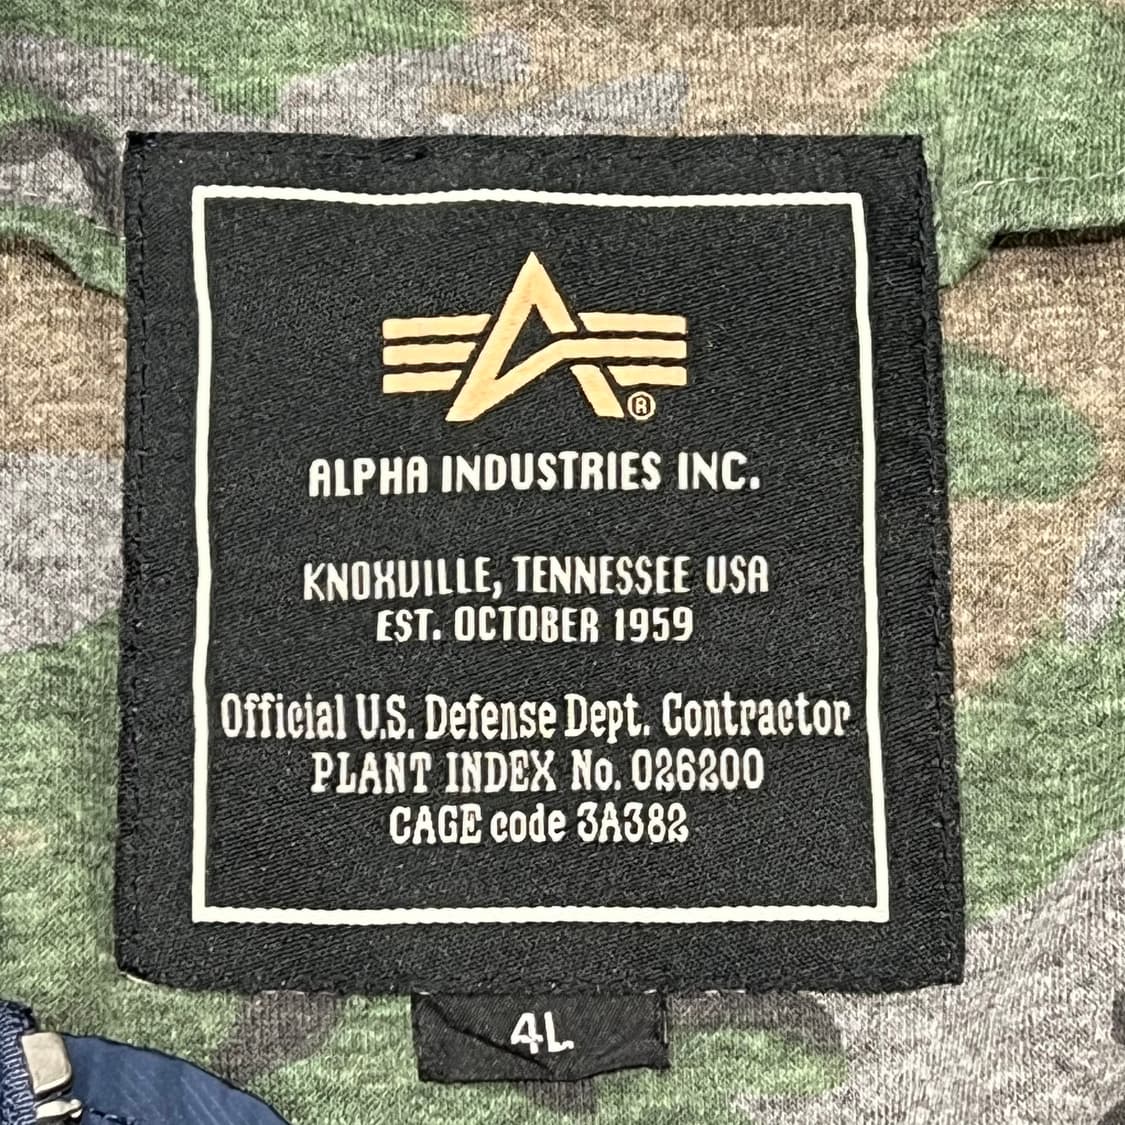 ®
ALPHA INDUSTRIES INC.
KNOXVILLE, TENNESSEE USA
EST. OCTOBER 1959
Official U.S. Defense Dept. Contractor
PLANT INDEX No. 026200
CAGE code 3A382
4L